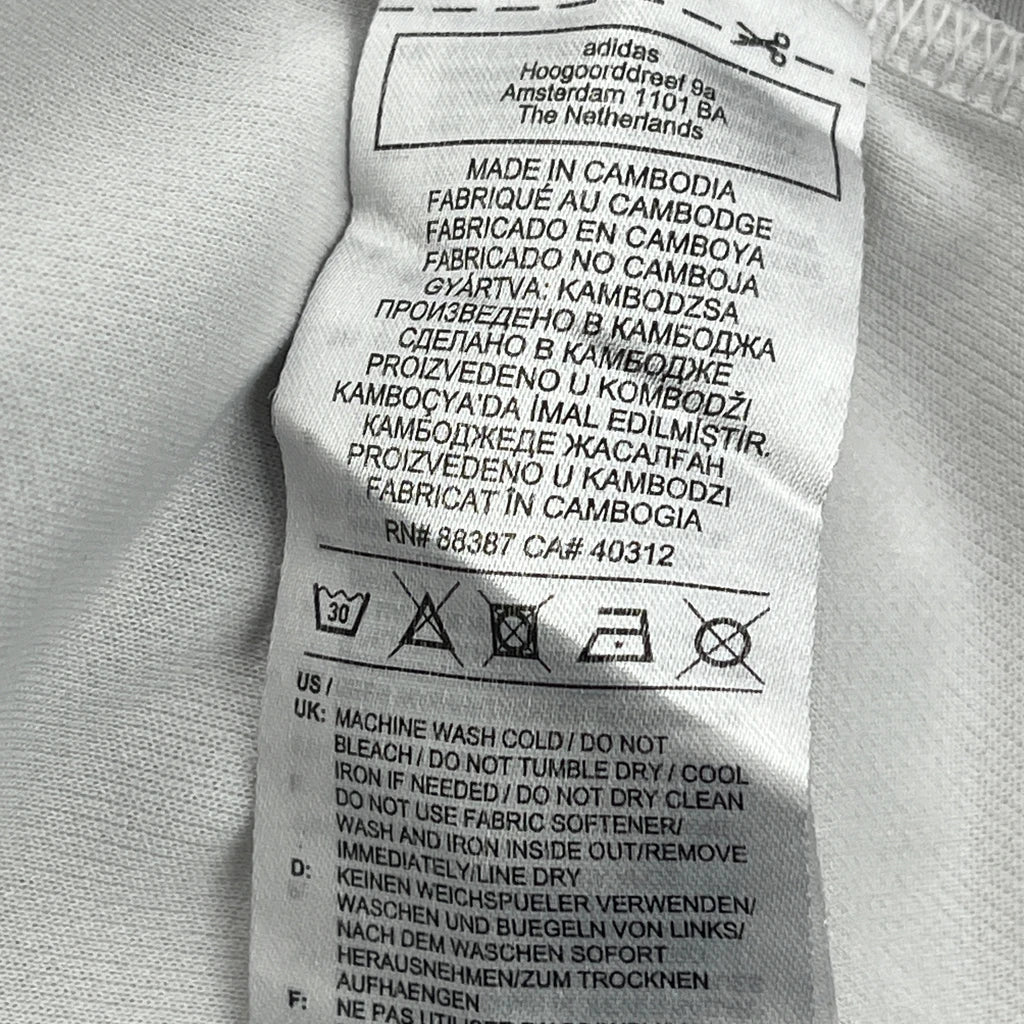 adidas
Hoogoorddreef 9a
Amsterdam 1101 BA
The Netherlands
MADE IN CAMBODIA
FABRIQUÉ AU CAMBODGE
FABRICADO EN CAMBOYA
FABRICADO NO CAMBOJA
GYÁRTVA: KAMBODZSA
ПРОИЗВЕДЕНО В КАМБОДЖА
СДЕЛАНО В КАМБОДЖЕ
PROIZVEDENO U KOMBODŽI
KAMBOÇYA'DA İMAL EDILMİŞTİR.
КАМБОДЖЕДЕ ЖАСАЛҒАН
PROIZVEDENO U KAMBODZI
FABRICAT ÎN CAMBOGIA
RN# 88387 CA# 40312
30
US /
UK: MACHINE WASH COLD / DO NOT
BLEACH / DO NOT TUMBLE DRY / COOL
IRON IF NEEDED / DO NOT DRY CLEAN
DO NOT USE FABRIC SOFTENER/
WASH AND IRON INSIDE OUT/REMOVE
IMMEDIATELY/LINE DRY
D: KEINEN WEICHSPUELER VERWENDEN/
WASCHEN UND BUEGELN VON LINKS/
NACH DEM WASCHEN SOFORT
HERAUSNEHMEN/ZUM TROCKNEN
AUFHAENGEN
F: NE PAS